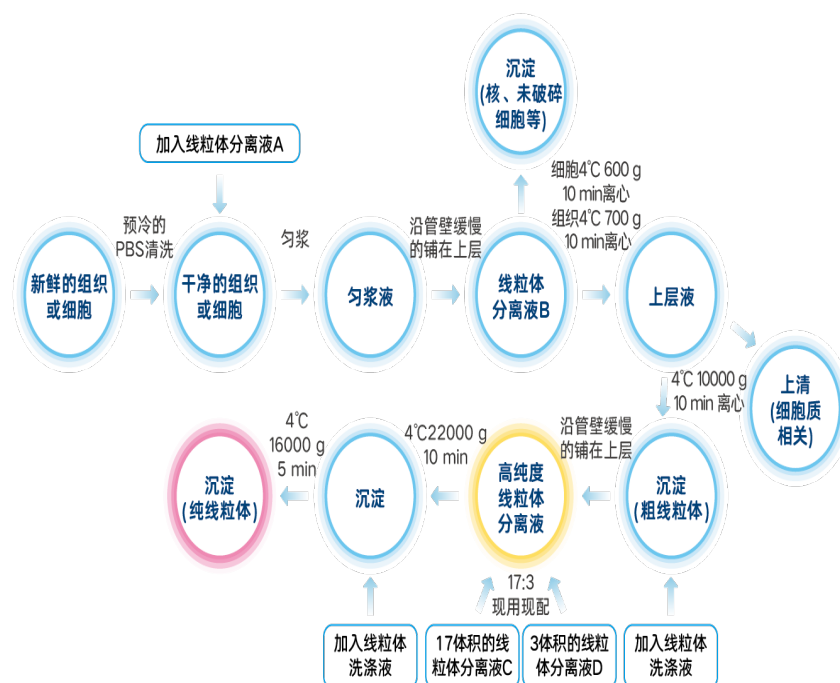 沉淀
(核、未破碎
细胞等)
加入线粒体分离液A
细胞4℃ 600 g
10 min离心
组织4℃ 700 g
10 min离心
预冷的
PBS清洗
匀浆
沿管壁缓慢
的铺在上层
新鲜的组织
或细胞
干净的组织
或细胞
匀浆液
线粒体
分离液B
上层液
4℃ 10000 g
10 min 离心
上清
(细胞质
相关)
4℃
16000 g
5 min
4℃22000 g
10 min
沿管壁缓慢
的铺在上层
沉淀
(纯线粒体)
沉淀
高纯度
线粒体
分离液
沉淀
(粗线粒体)
17:3
现用现配
加入线粒体
洗涤液
17体积的线
粒体分离液C
3体积的线粒
体分离液D
加入线粒体
洗涤液